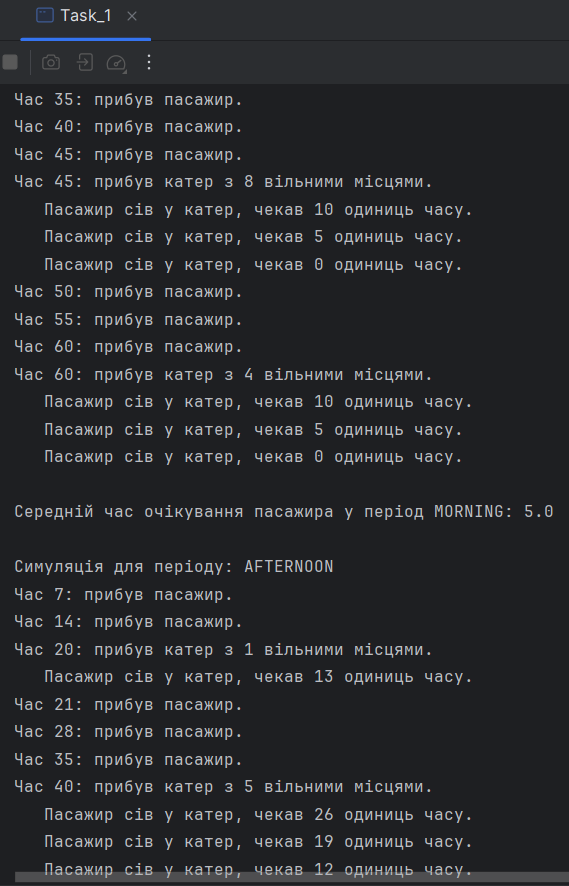 Task_1
Час 35: прибув пасажир.
Час 40: прибув пасажир.
Час 45: прибув пасажир.
Час 45: прибув катер з 8 вільними місцями.
Пасажир сів у катер, чекав 10 одиниць часу.
Пасажир сів у катер, чекав 5 одиниць часу.
Пасажир сів у катер, чекав 0 одиниць часу.
Час 50: прибув пасажир.
Час 55: прибув пасажир.
Час 60: прибув пасажир.
Час 60: прибув катер з 4 вільними місцями.
Пасажир сів у катер, чекав 10 одиниць часу.
Пасажир сів у катер, чекав 5 одиниць часу.
Пасажир сів у катер, чекав 0 одиниць часу.
Середній час очікування пасажира у період MORNING: 5.0
Симуляція для періоду: AFTERNOON
Час 7: прибув пасажир.
Час 14: прибув пасажир.
Час 20: прибув катер з 1 вільними місцями.
Пасажир сів у катер, чекав 13 одиниць часу.
Час 21: прибув пасажир.
Час 28: прибув пасажир.
Час 35: прибув пасажир.
Час 40: прибув катер з 5 вільними місцями.
Пасажир сів у катер, чекав 26 одиниць часу.
Пасажир сів у катер, чекав 19 одиниць часу.
Пасажир сів у катер, чекав 12 одиниць часу.